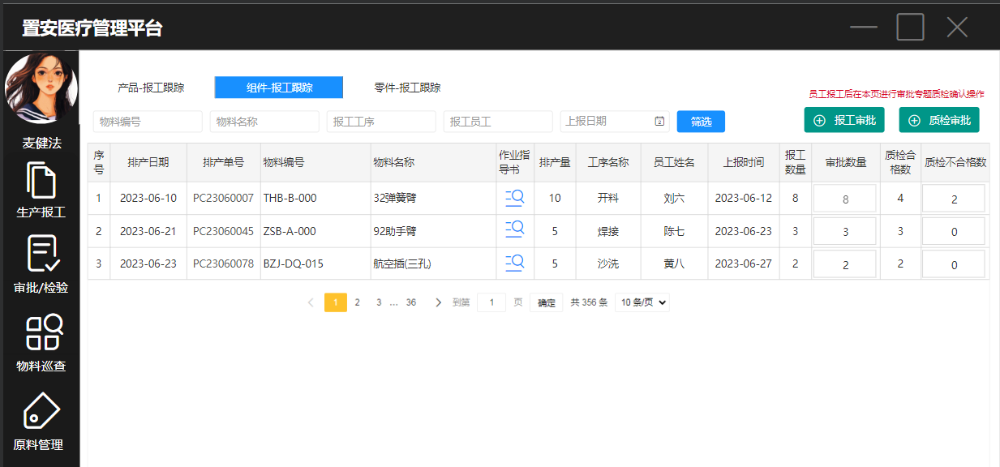 置安医疗管理平台
麦健法
生产报工
审批/检验
物料巡查
原料管理
产品-报工跟踪 组件-报工跟踪 零件-报工跟踪
员工报工后在本页进行审批专题质检确认操作
物料编号 物料名称 报工工序 报工员工 上报日期 筛选 报工审批 质检审批
序号 排产日期 排产单号 物料编号 物料名称 作业指导书 排产量 工序名称 员工姓名 上报时间 报工数量 审批数量 质检合格数 质检不合格数
1 2023-06-10 PC23060007 THB-B-000 32弹簧臂 10 开料 刘六 2023-06-12 8 8 4 2
2 2023-06-21 PC23060045 ZSB-A-000 92助手臂 5 焊接 陈七 2023-06-23 3 3 3 0
3 2023-06-23 PC23060078 BZJ-DQ-015 航空插(三孔) 5 沙洗 黄八 2023-06-27 2 2 2 0
1 2 3 … 36 到第 1 页 确定 共 356 条 10 条/页